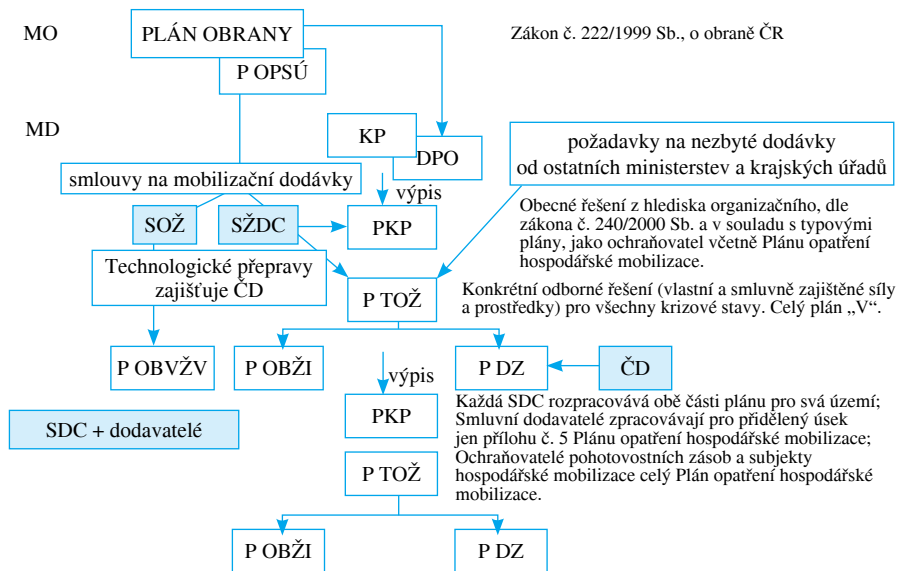 MO
PLÁN OBRANY
Zákon č. 222/1999 Sb., o obraně ČR
P OPSÚ
MD
KP
DPO
požadavky na nezbyté dodávky
od ostatních ministerstev a krajských úřadů
smlouvy na mobilizační dodávky
výpis
SOŽ
SŽDC
PKP
Obecné řešení z hlediska organizačního, dle
zákona č. 240/2000 Sb. a v souladu s typovými
plány, jako ochraňovatel včetně Plánu opatření
hospodářské mobilizace.
Technologické přepravy
zajišťuje ČD
P TOŽ
Konkrétní odborné řešení (vlastní a smluvně zajištěné síly
a prostředky) pro všechny krizové stavy. Celý plán „V“.
P OBVŽV
P OBŽI
P DZ
ČD
výpis
PKP
Každá SDC rozpracovává obě části plánu pro svá území;
Smluvní dodavatelé zpracovávají pro přidělený úsek
jen přílohu č. 5 Plánu opatření hospodářské mobilizace;
Ochraňovatelé pohotovostních zásob a subjekty
hospodářské mobilizace celý Plán opatření hospodářské
mobilizace.
SDC + dodavatelé
P TOŽ
P OBŽI
P DZ